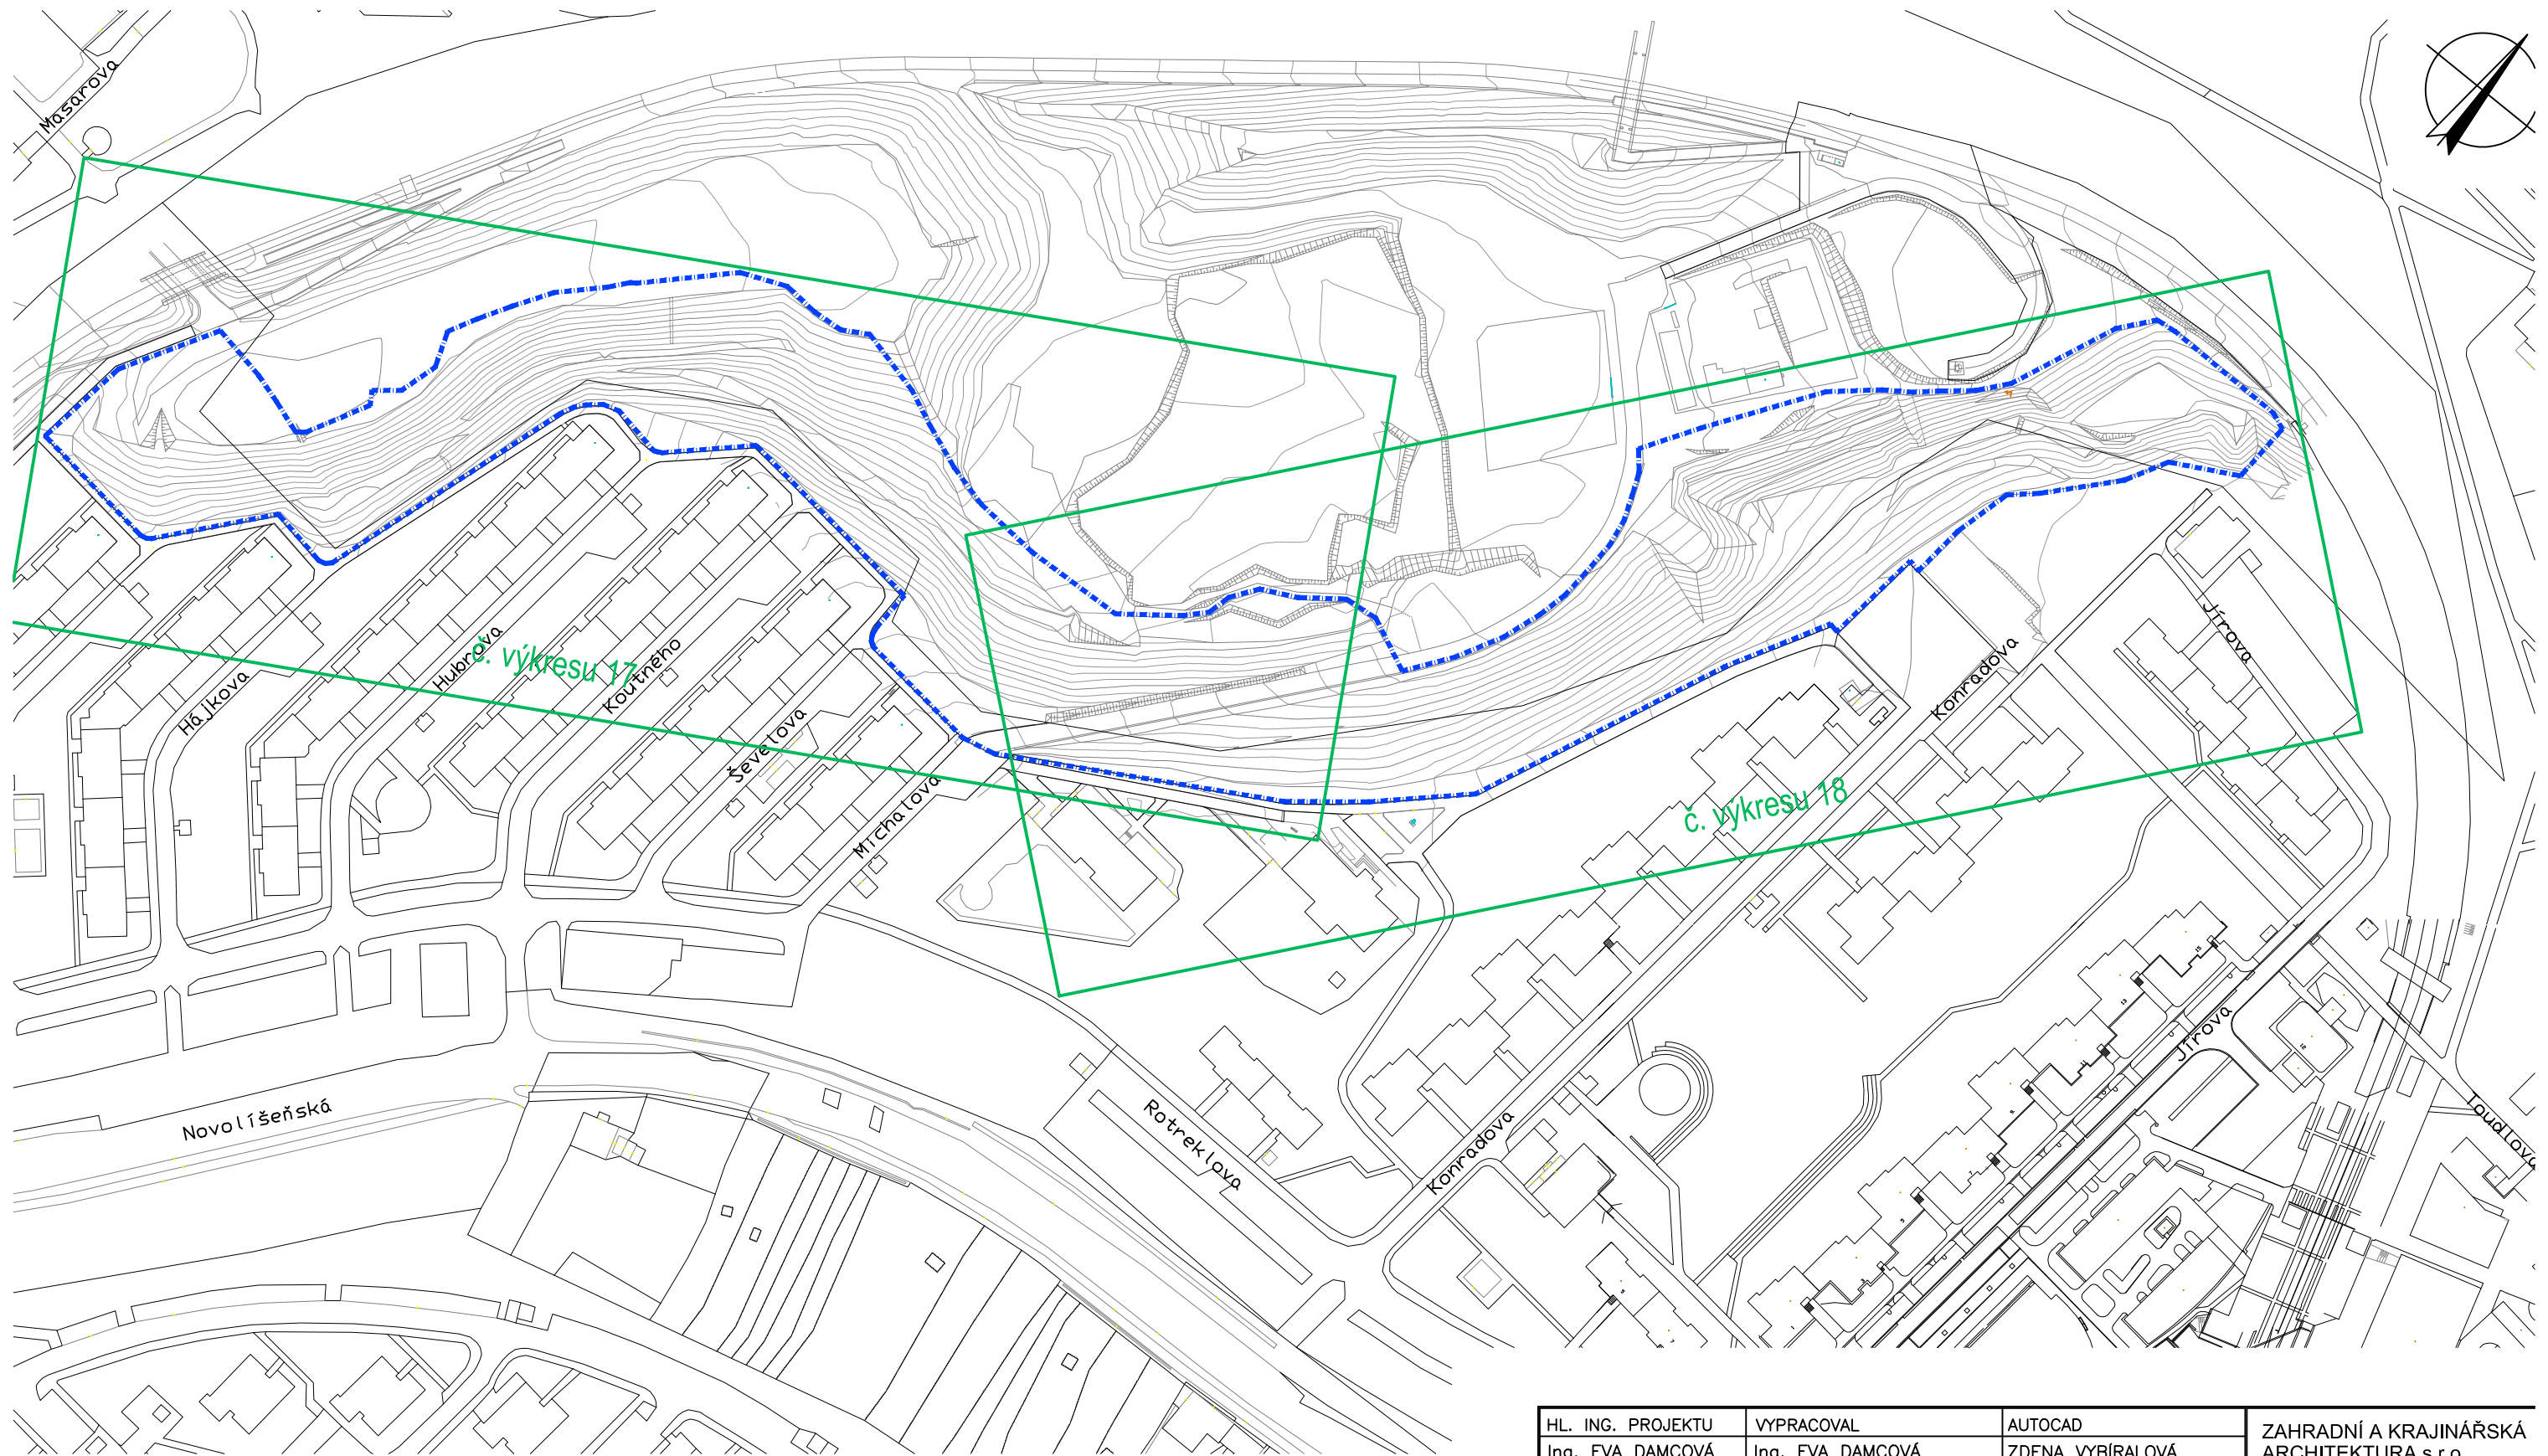 Masarova
Hájkova
Hubrova
č. výkresu 17
Koutného
Ševelova
Michalova
Jírova
Konradova
č. výkresu 18
Novolíšeňská
Rotreklova
Konradova
Jírova
Loudlova
HL. ING. PROJEKTU
VYPRACOVAL
AUTOCAD
ZAHRADNÍ A KRAJINÁŘSKÁ
Ing. EVA DAMCOVÁ
Ing. EVA DAMCOVÁ
ZDENA VYBÍRALOVÁ
ARCHITEKTURA s.r.o.